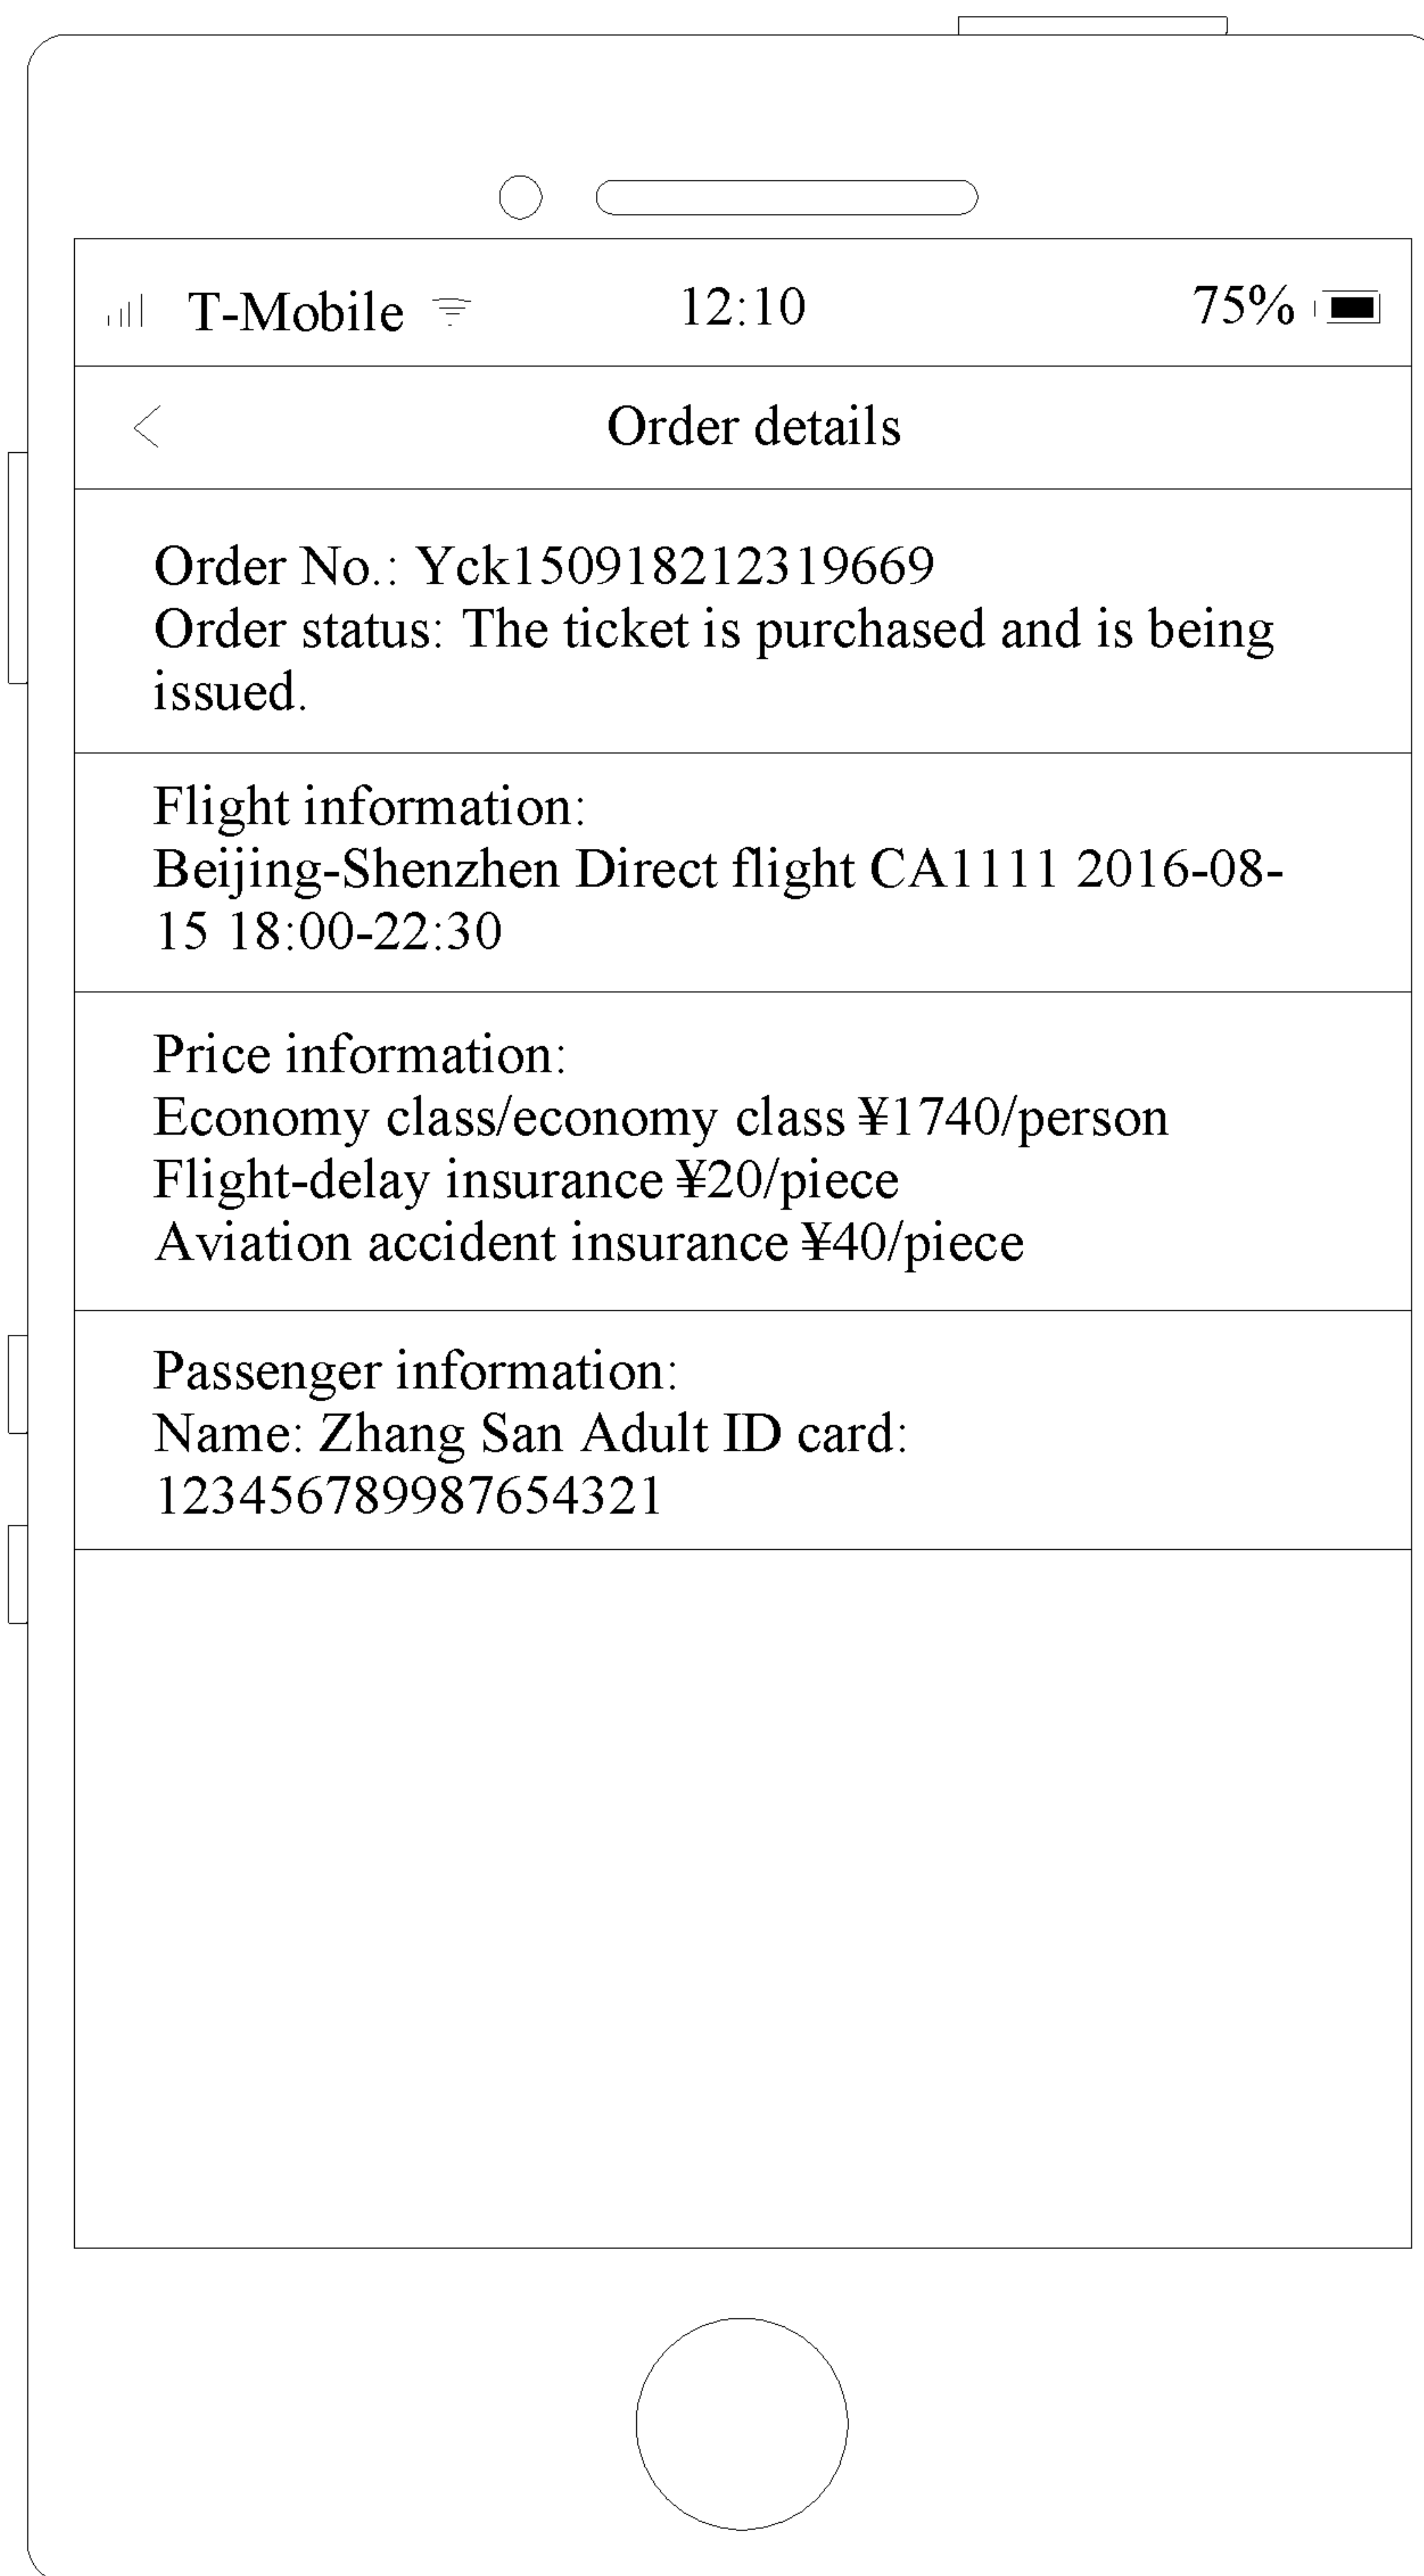 T-Mobile 12:10 75%
Order details
Order No.: Yck150918212319669
Order status: The ticket is purchased and is being
issued.
Flight information:
Beijing-Shenzhen Direct flight CA1111 2016-08-
15 18:00-22:30
Price information:
Economy class/economy class ¥1740/person
Flight-delay insurance ¥20/piece
Aviation accident insurance ¥40/piece
Passenger information:
Name: Zhang San Adult ID card:
123456789987654321